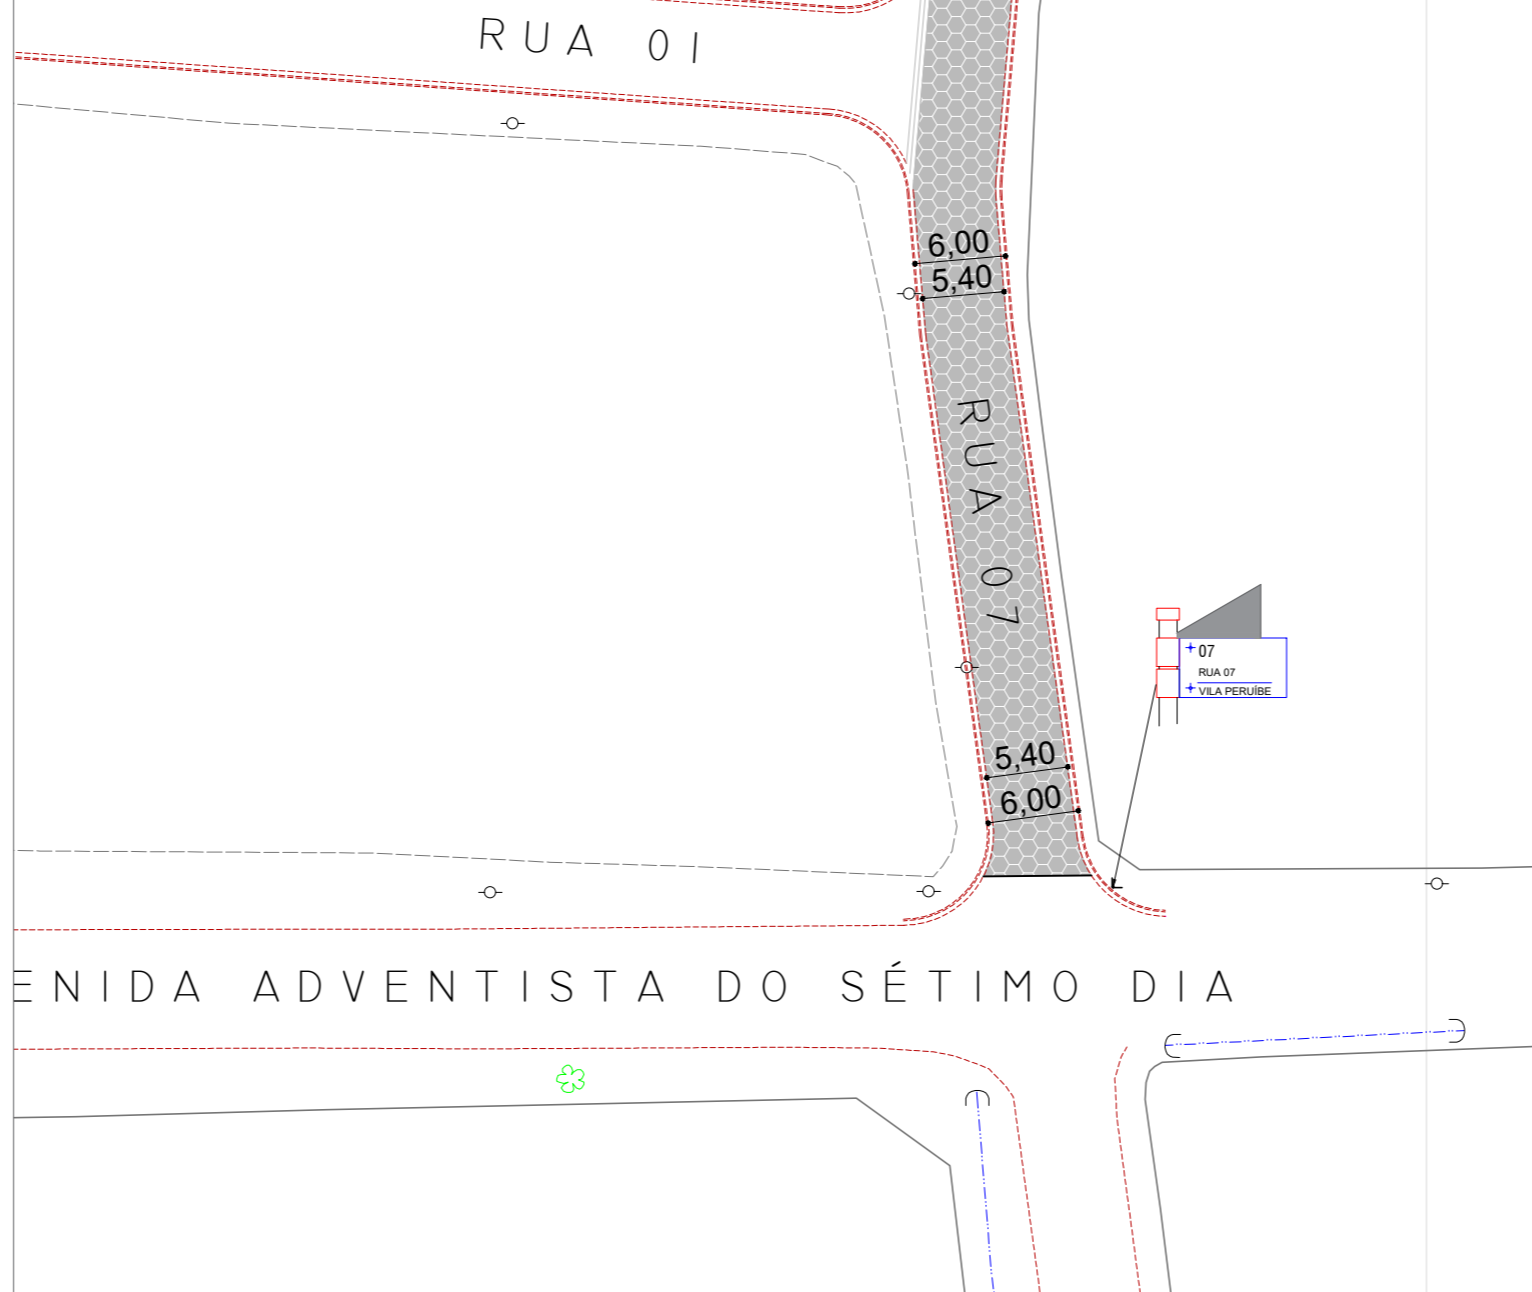 RUA 01
6,00
5,40
RUA 07
07
RUA 07
VILA PERUÍBE
5,40
6,00
ENIDA ADVENTISTA DO SÉTIMO DIA